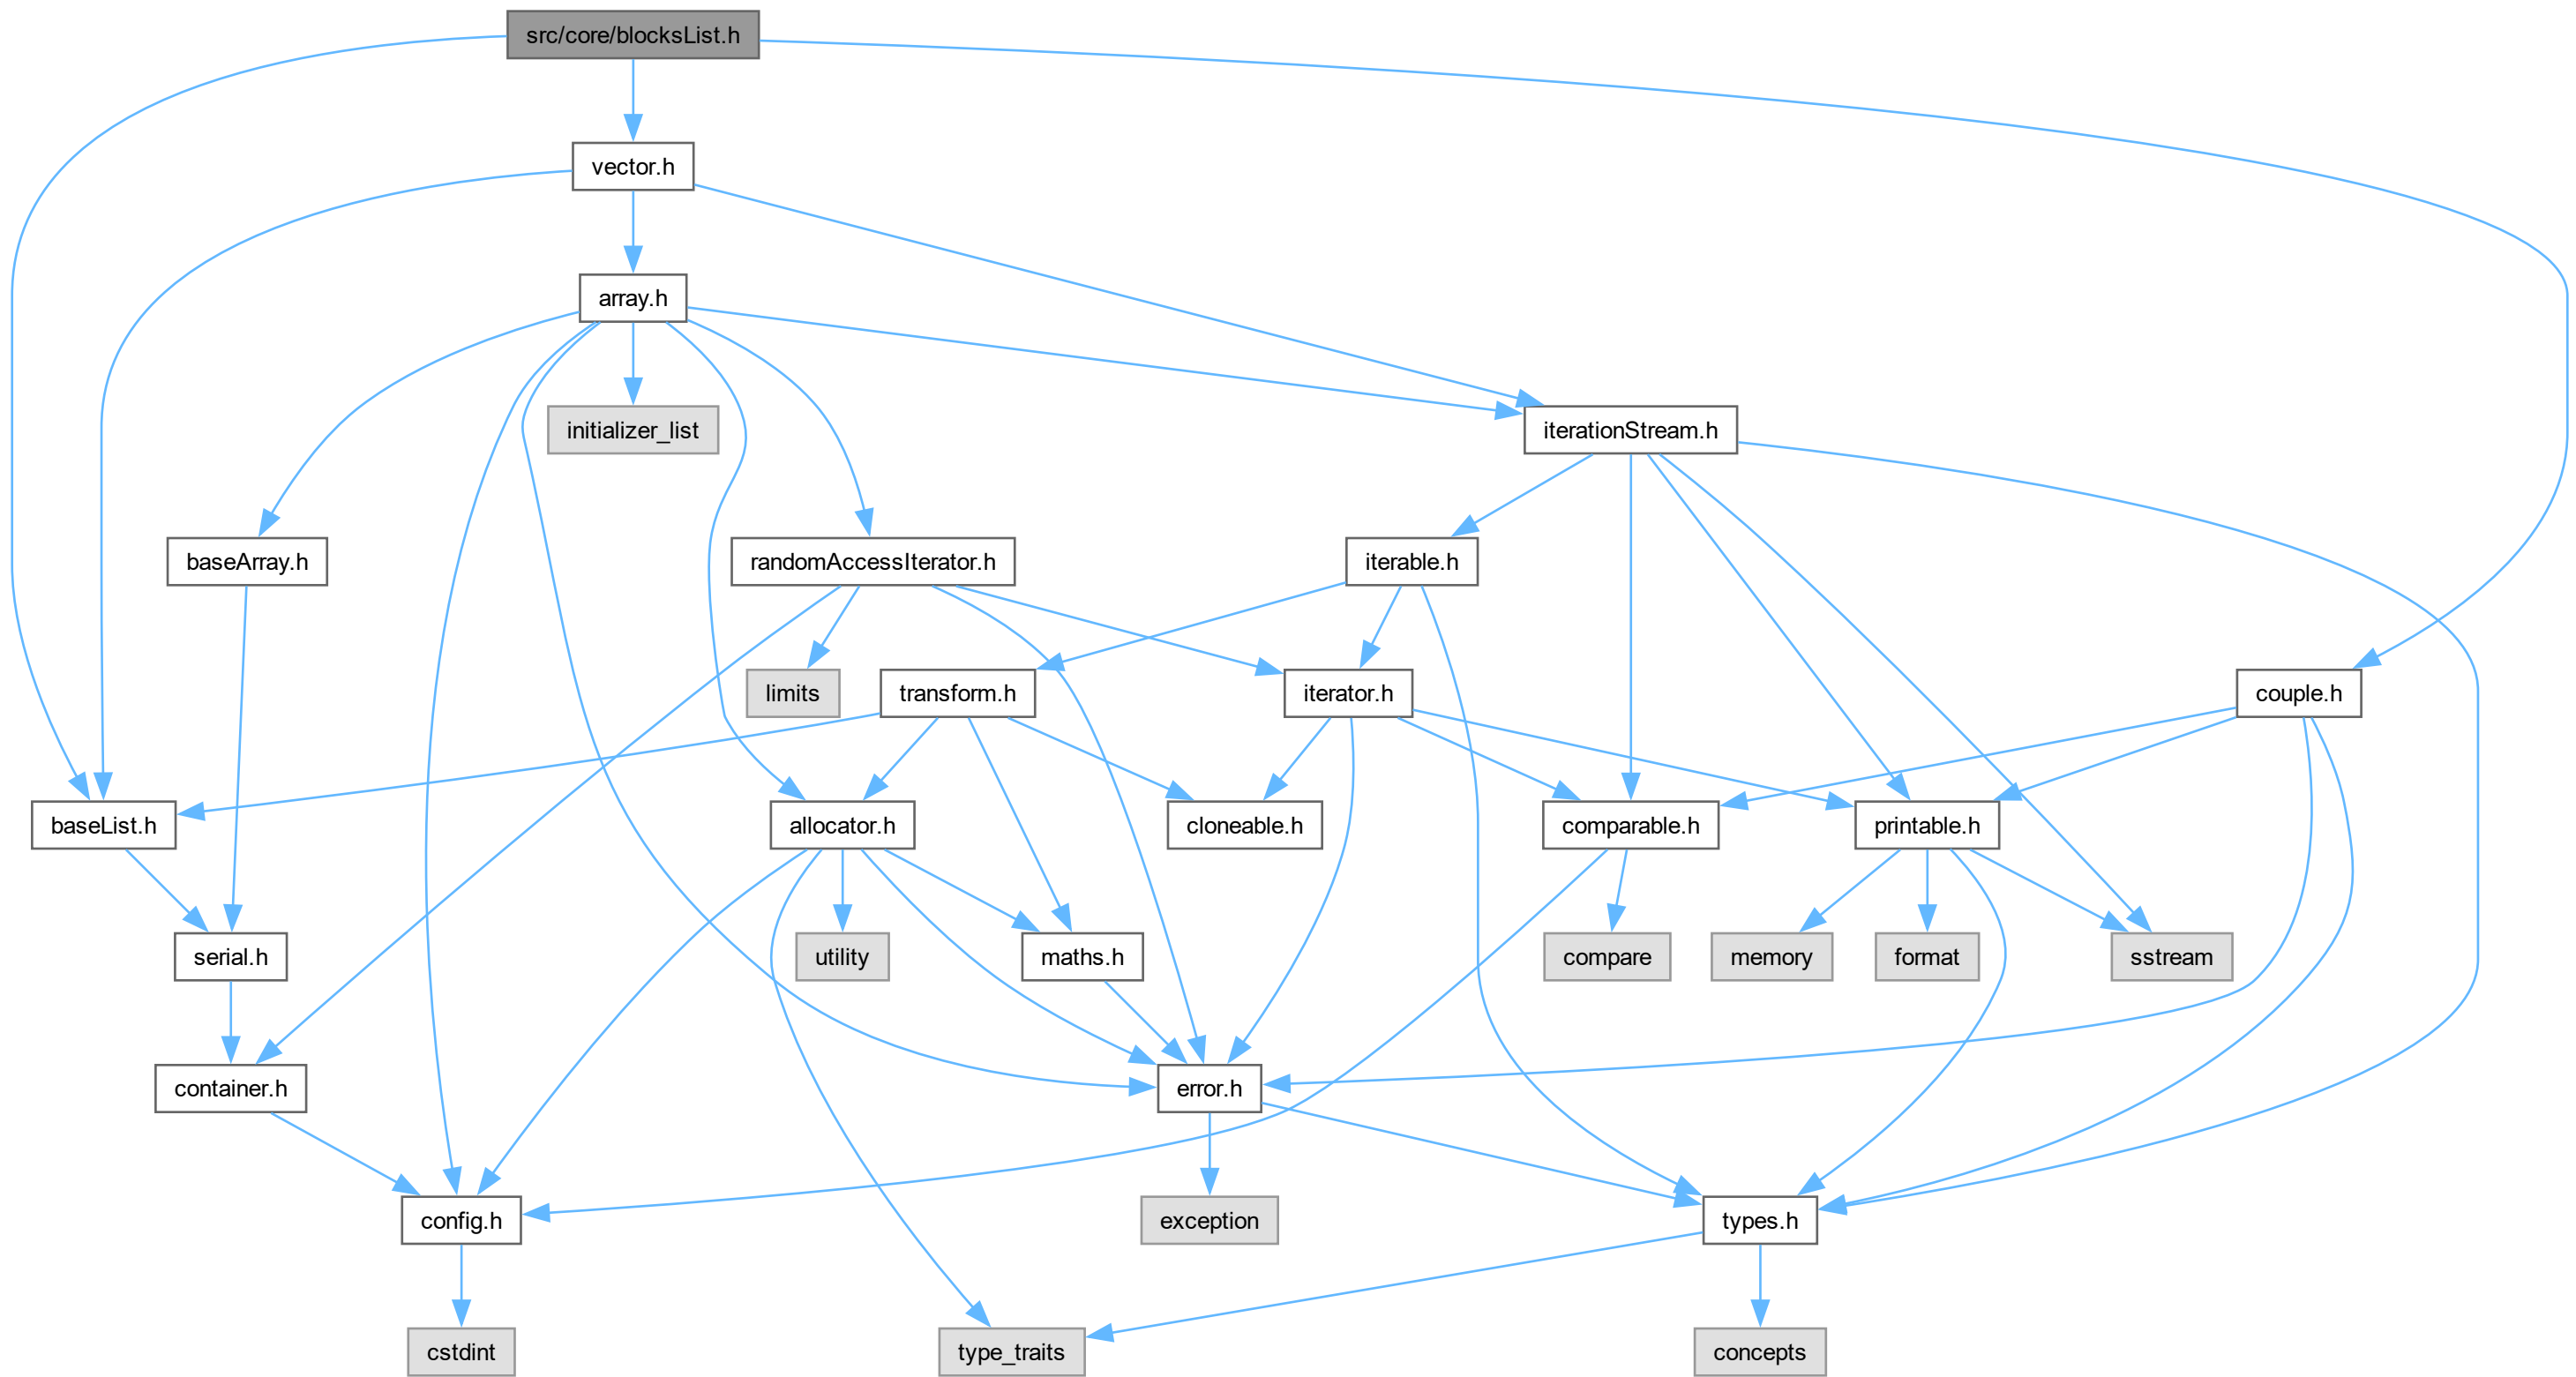 src/core/blocksList.h
vector.h
array.h
initializer_list
iterationStream.h
baseArray.h
randomAccessIterator.h
iterable.h
limits
transform.h
iterator.h
couple.h
baseList.h
allocator.h
cloneable.h
comparable.h
printable.h
serial.h
utility
maths.h
compare
memory
format
sstream
container.h
error.h
config.h
exception
types.h
cstdint
type_traits
concepts